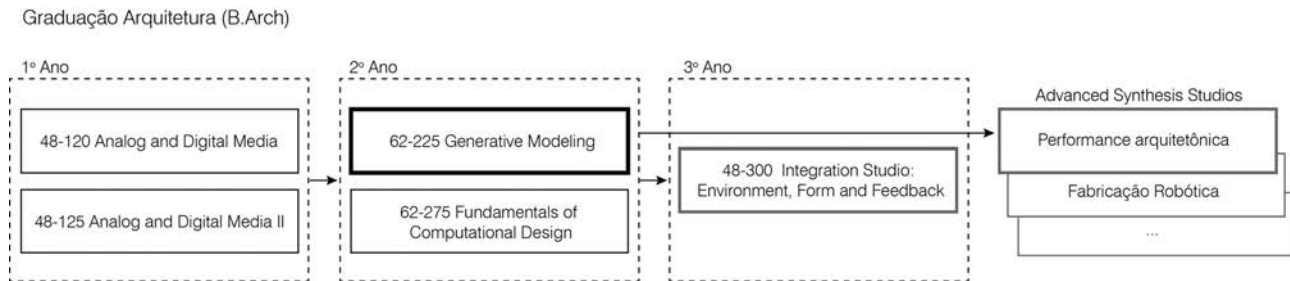 Graduação Arquitetura (B.Arch)
1º Ano
48-120 Analog and Digital Media
48-125 Analog and Digital Media II
2º Ano
62-225 Generative Modeling
62-275 Fundamentals of
Computational Design
3º Ano
48-300 Integration Studio:
Environment, Form and Feedback
Advanced Synthesis Studios
Performance arquitetônica
Fabricação Robótica
...